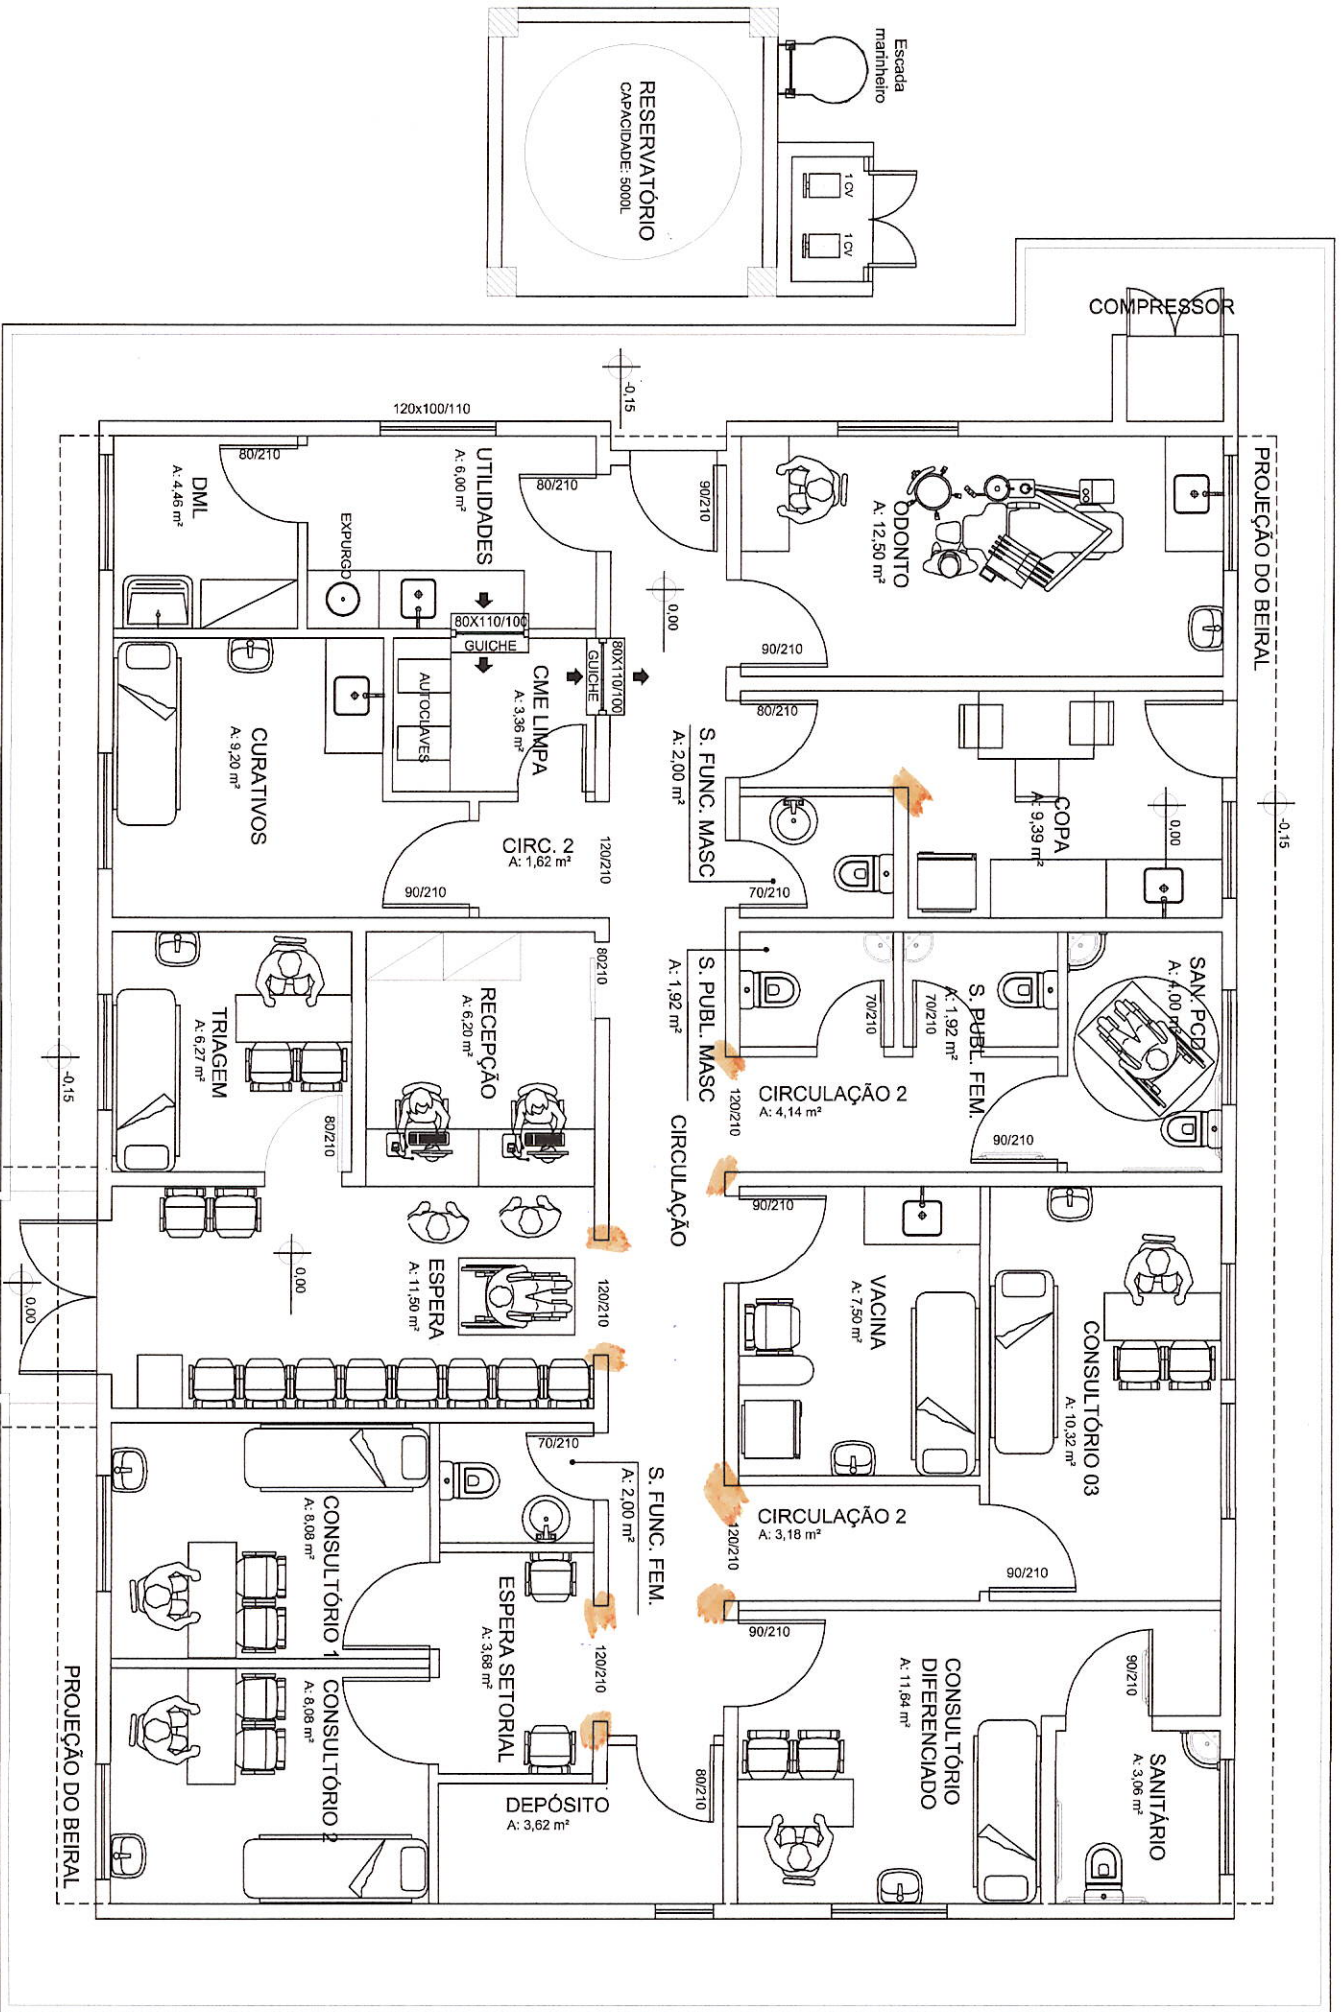 Escada
marinheiro
RESERVATÓRIO
CAPACIDADE: 5000L
1 CV
1 CV
COMPRESSOR
-0,15
PROJEÇÃO DO BEIRAL
120x100/110
80/210
DML
A: 4,46 m²
UTILIDADES
A: 6,00 m²
EXPURGO
80/210
90/210
ODONTO
A: 12,50 m²
90/210
0,00
80X110/100
GUICHE
80X110/100
GUICHE
CME LIMPA
A: 3,36 m²
AUTOCLAVES
CURATIVOS
A: 9,20 m²
90/210
CIRC. 2
A: 1,62 m²
120/210
S. FUNC. MASC
A: 2,00 m²
80/210
70/210
COPA
A: 9,39 m²
0,00
-0,15
TRIAGEM
A: 6,27 m²
80/210
RECEPÇÃO
A: 6,20 m²
80210
S. PUBL. MASC
A: 1,92 m²
70/210
70/210
S. PUBL. FEM.
A: 1,92 m²
SAN. PCD
A: 4,00 m²
90/210
CIRCULAÇÃO 2
A: 4,14 m²
120/210
CIRCULAÇÃO
-0,15
0,00
0,00
ESPERA
A: 11,50 m²
120/210
90/210
VACINA
A: 7,50 m²
CONSULTÓRIO 03
A: 10,32 m²
70/210
S. FUNC. FEM.
A: 2,00 m²
CIRCULAÇÃO 2
A: 3,18 m²
120/210
90/210
CONSULTÓRIO 1
A: 8,08 m²
CONSULTÓRIO 2
A: 8,08 m²
ESPERA SETORIAL
A: 3,68 m²
120/210
90/210
CONSULTÓRIO
DIFERENCIADO
A: 11,64 m²
90/210
SANITÁRIO
A: 3,06 m²
80/210
DEPÓSITO
A: 3,62 m²
PROJEÇÃO DO BEIRAL